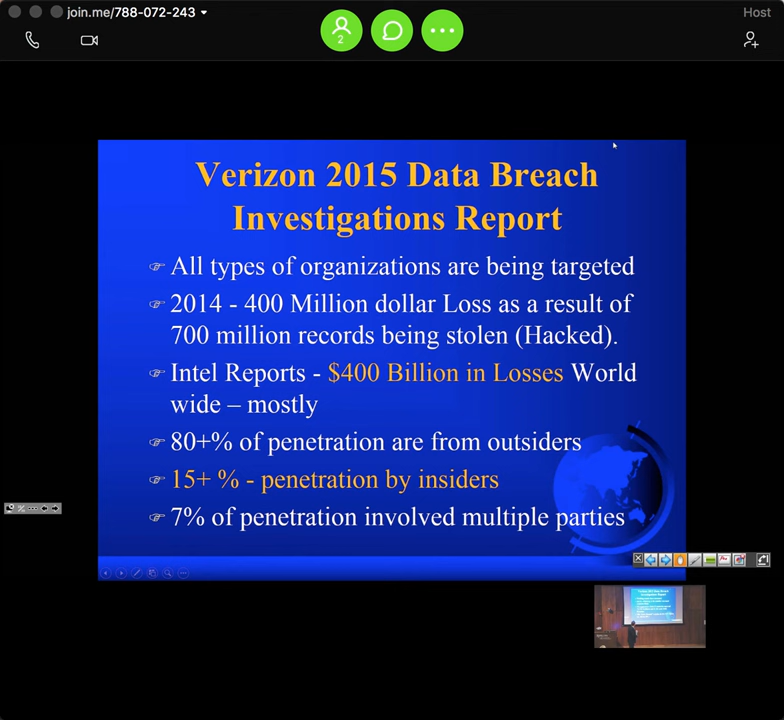 join.me/788-072-243
Host
2
Verizon 2015 Data Breach
Investigations Report
All types of organizations are being targeted
2014 - 400 Million dollar Loss as a result of
700 million records being stolen (Hacked).
Intel Reports - $400 Billion in Losses World
wide – mostly
80+% of penetration are from outsiders
15+ % - penetration by insiders
7% of penetration involved multiple parties